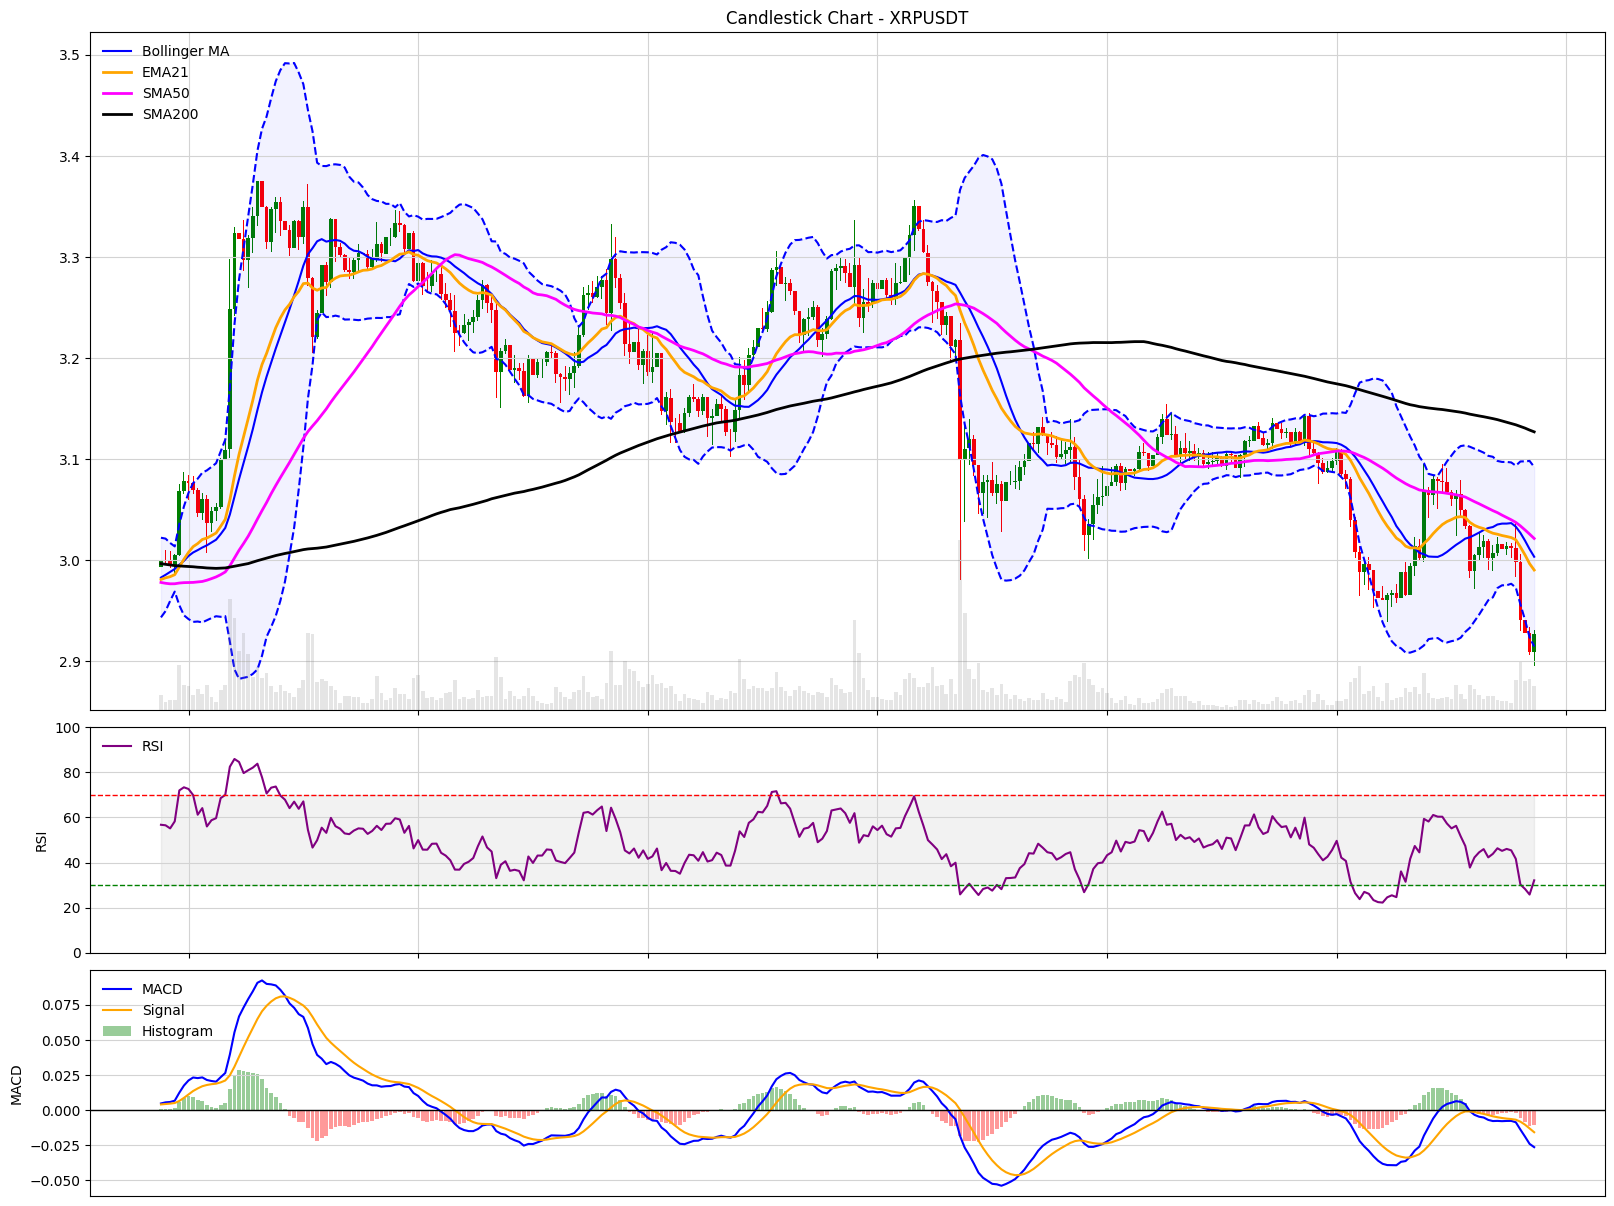 Candlestick Chart - XRPUSDT
Bollinger MA
EMA21
SMA50
SMA200
3.5
3.4
3.3
3.2
3.1
3.0
2.9
RSI
100
80
60
40
20
0
RSI
MACD
Signal
Histogram
0.075
0.050
0.025
0.000
−0.025
−0.050
MACD